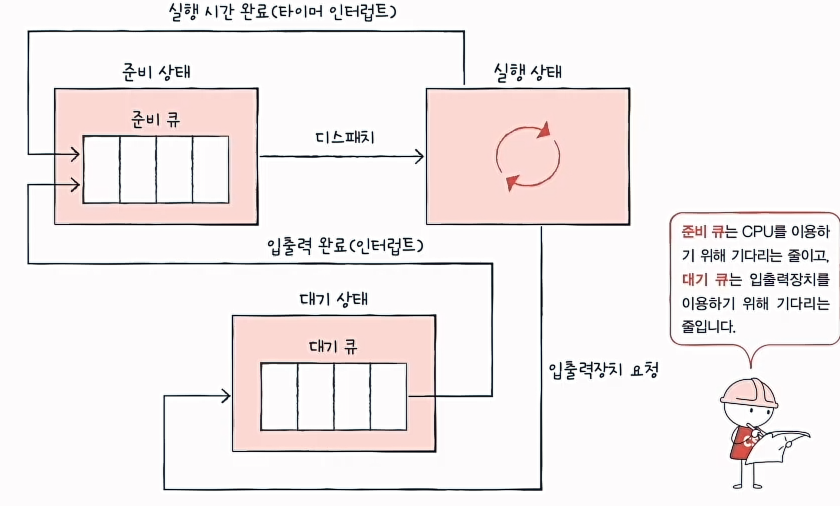 실행 시간 완료(타이머 인터럽트)
준비 상태
실행 상태
준비 큐
디스패치
입출력 완료(인터럽트)
대기 상태
대기 큐
입출력장치 요청
준비 큐는 CPU를 이용하
기 위해 기다리는 줄이고,
대기 큐는 입출력장치를
이용하기 위해 기다리는
줄입니다.